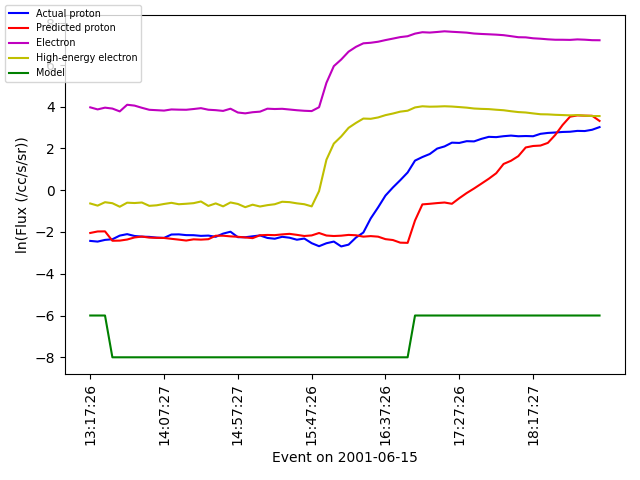 Actual proton
Predicted proton
Electron
High-energy electron
Model
4
2
0
−2
−4
−6
−8
ln(Flux (/cc/s/sr))
13:17:26
14:07:27
14:57:27
15:47:26
16:37:26
17:27:26
18:17:27
Event on 2001-06-15